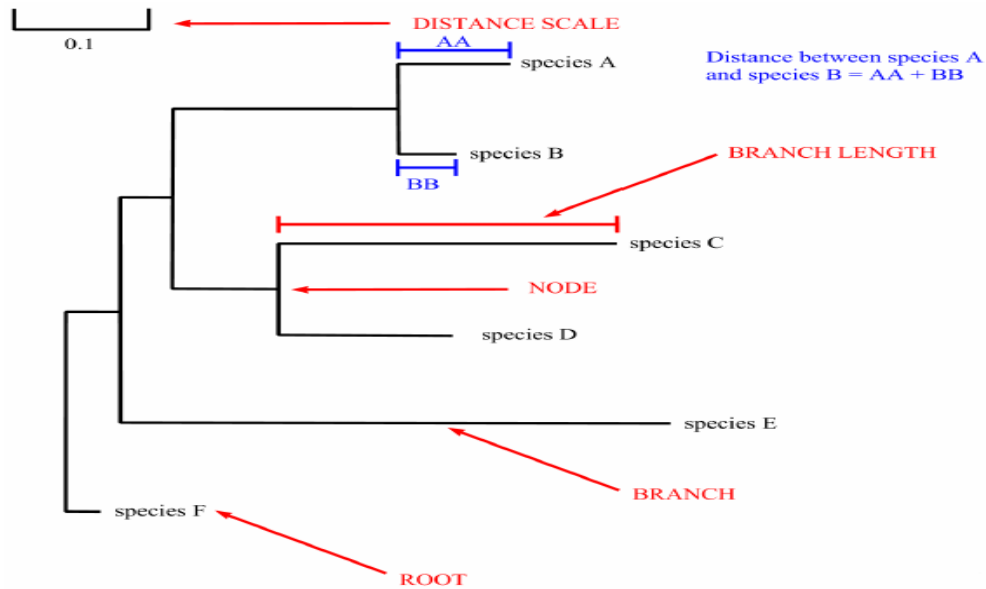 DISTANCE SCALE
0.1
AA
species A
Distance between species A
and species B = AA + BB
species B
BRANCH LENGTH
BB
species C
NODE
species D
species E
BRANCH
species F
ROOT